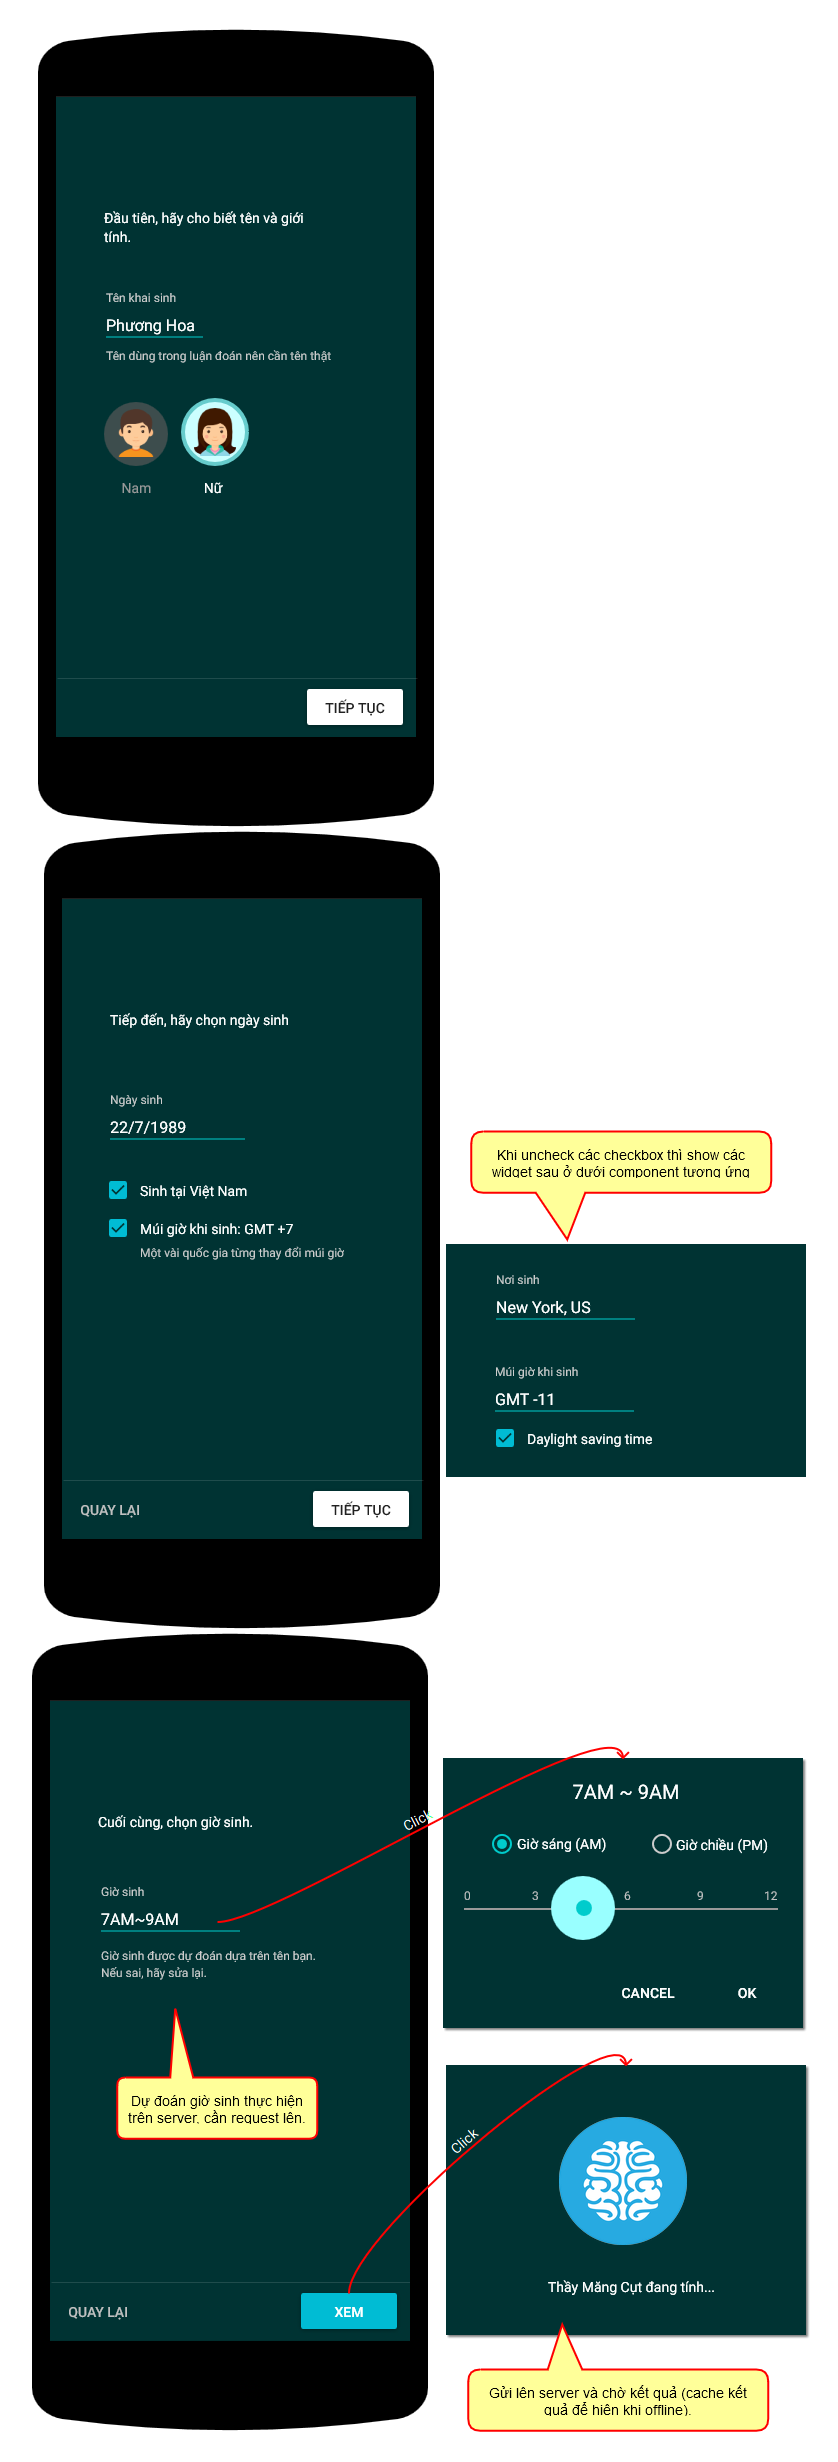 Đầu tiên, hãy cho biết tên và giới
tính.
Tên khai sinh
Phương Hoa
Tên dùng trong luận đoán nên cần tên thật
Nam
Nữ
TIẾP TỤC
Tiếp đến, hãy chọn ngày sinh
Ngày sinh
22/7/1989
Sinh tại Việt Nam
Múi giờ khi sinh: GMT +7
Một vài quốc gia từng thay đổi múi giờ
QUAY LẠI
TIẾP TỤC
Khi uncheck các checkbox thì show các
widget sau ở dưới component tương ứng
Nơi sinh
New York, US
Múi giờ khi sinh
GMT -11
Daylight saving time
Cuối cùng, chọn giờ sinh.
Giờ sinh
7AM~9AM
Giờ sinh được dự đoán dựa trên tên bạn.
Nếu sai, hãy sửa lại.
Dự đoán giờ sinh thực hiện
trên server, cần request lên.
QUAY LẠI
XEM
Click
7AM ~ 9AM
Giờ sáng (AM)
Giờ chiều (PM)
0 3 6 9 12
CANCEL
OK
Click
Thầy Măng Cụt đang tính...
Gửi lên server và chờ kết quả (cache kết
quả để hiện khi offline).